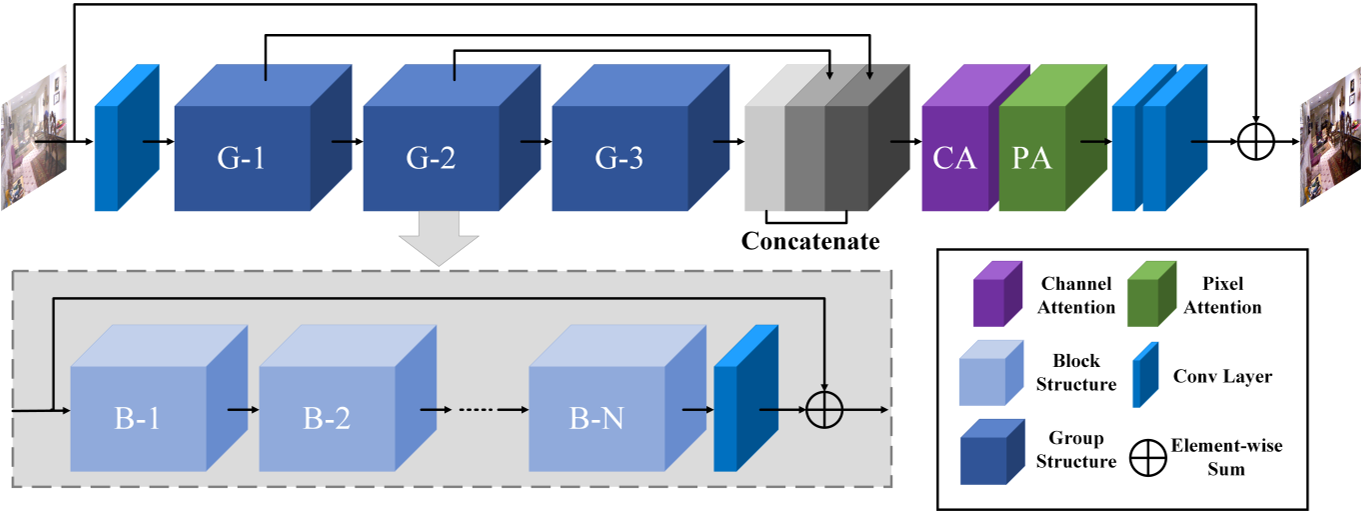 G-1
G-2
G-3
CA
PA
Concatenate
B-1
B-2
B-N
Channel
Attention
Pixel
Attention
Block
Structure
Conv Layer
Group
Structure
Element-wise
Sum